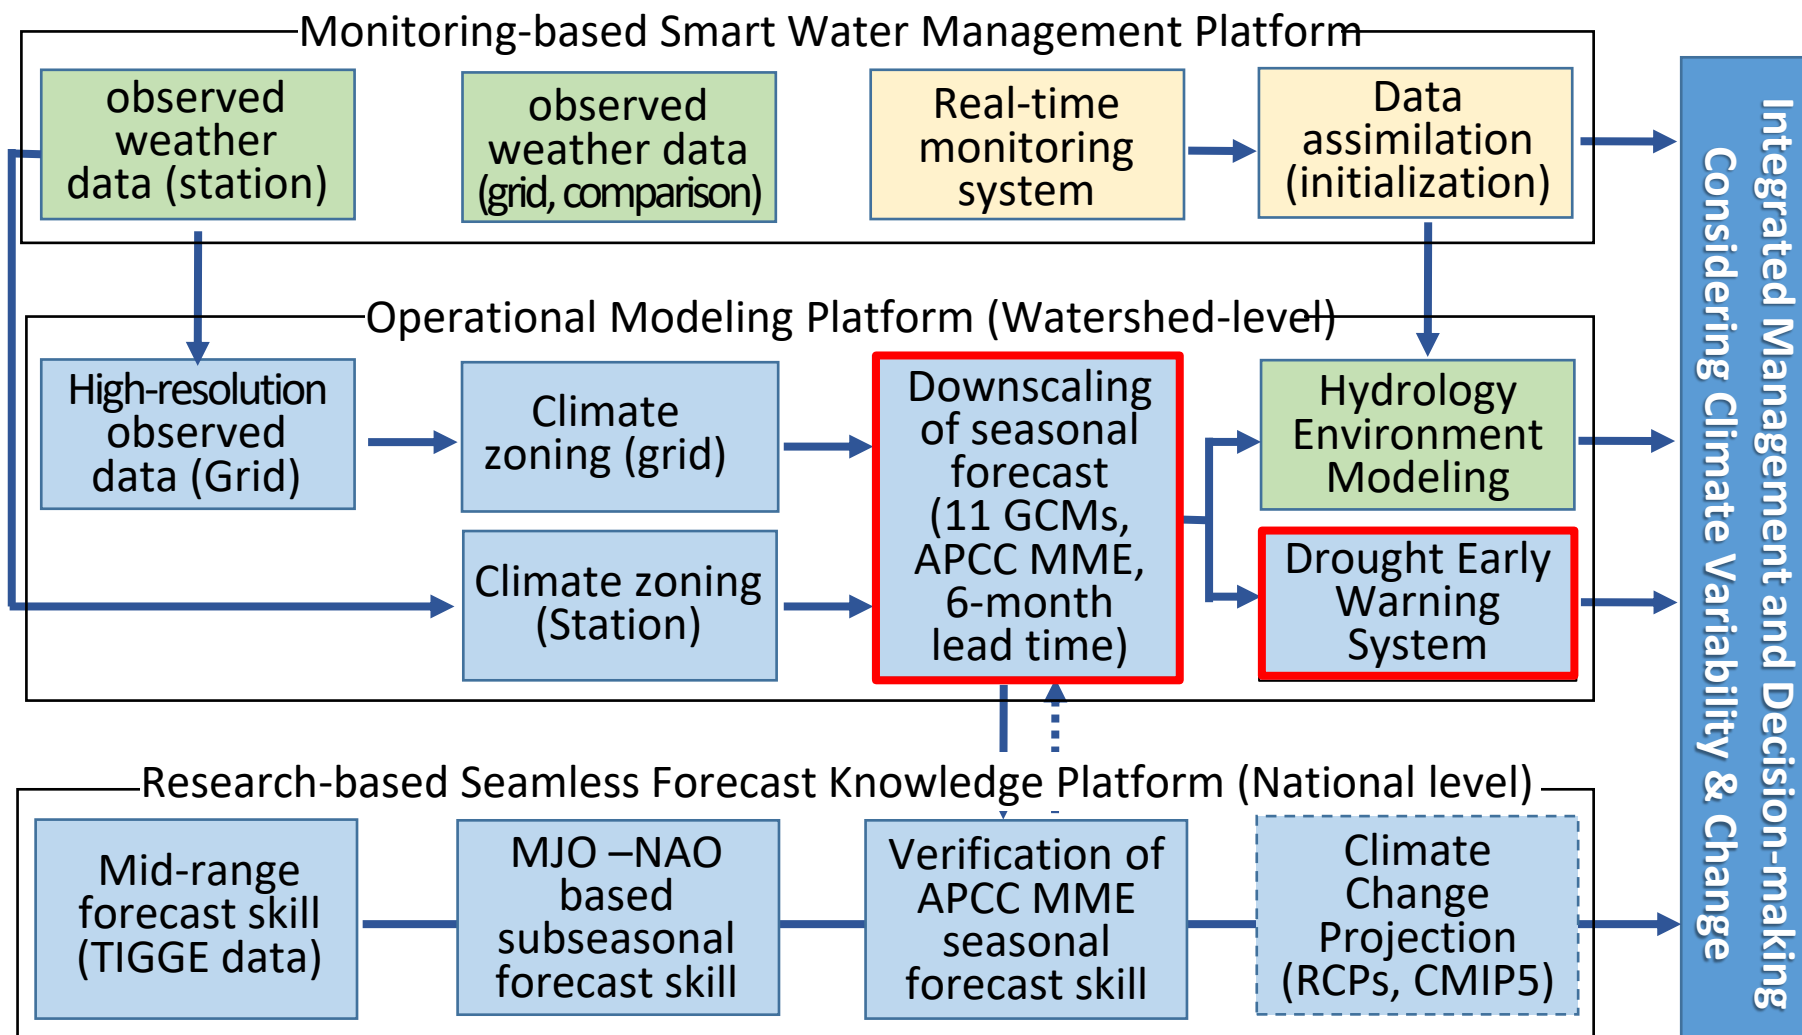 Monitoring-based Smart Water Management Platform
observed
weather
data (station)
observed
weather data
(grid, comparison)
Real-time
monitoring
system
Data
assimilation
(initialization)
Operational Modeling Platform (Watershed-level)
High-resolution
observed
data (Grid)
Climate
zoning (grid)
Climate zoning
(Station)
Downscaling
of seasonal
forecast
(11 GCMs,
APCC MME,
6-month
lead time)
Hydrology
Environment
Modeling
Drought Early
Warning
System
Research-based Seamless Forecast Knowledge Platform (National level)
Mid-range
forecast skill
(TIGGE data)
MJO –NAO
based
subseasonal
forecast skill
Verification of
APCC MME
seasonal
forecast skill
Climate
Change
Projection
(RCPs, CMIP5)
Integrated Management and Decision-making
Considering Climate Variability & Change